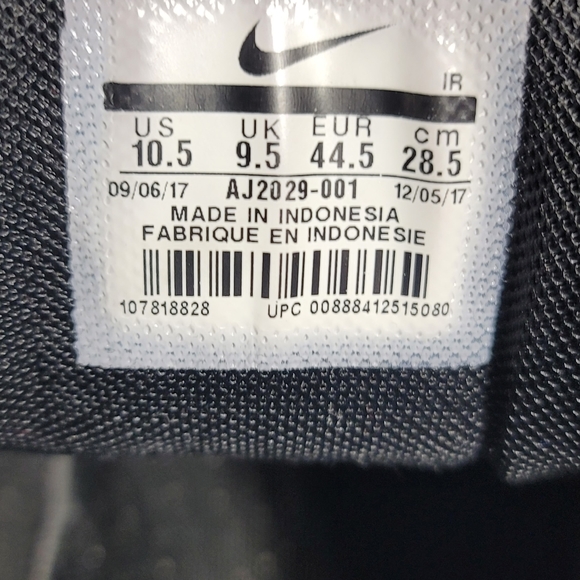 IR
US UK EUR cm
10.5 9.5 44.5 28.5
09/06/17 AJ2029-001 12/05/17
MADE IN INDONESIA
FABRIQUE EN INDONESIE
107818828 UPC 00888412515080